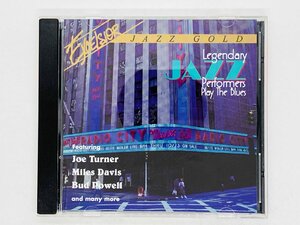 Excelsior
JAZZ GOLD
Legendary
JAZZ
Performers
Play The Blues
Featuring
Joe Turner
Miles Davis
Bud Powell
and many more